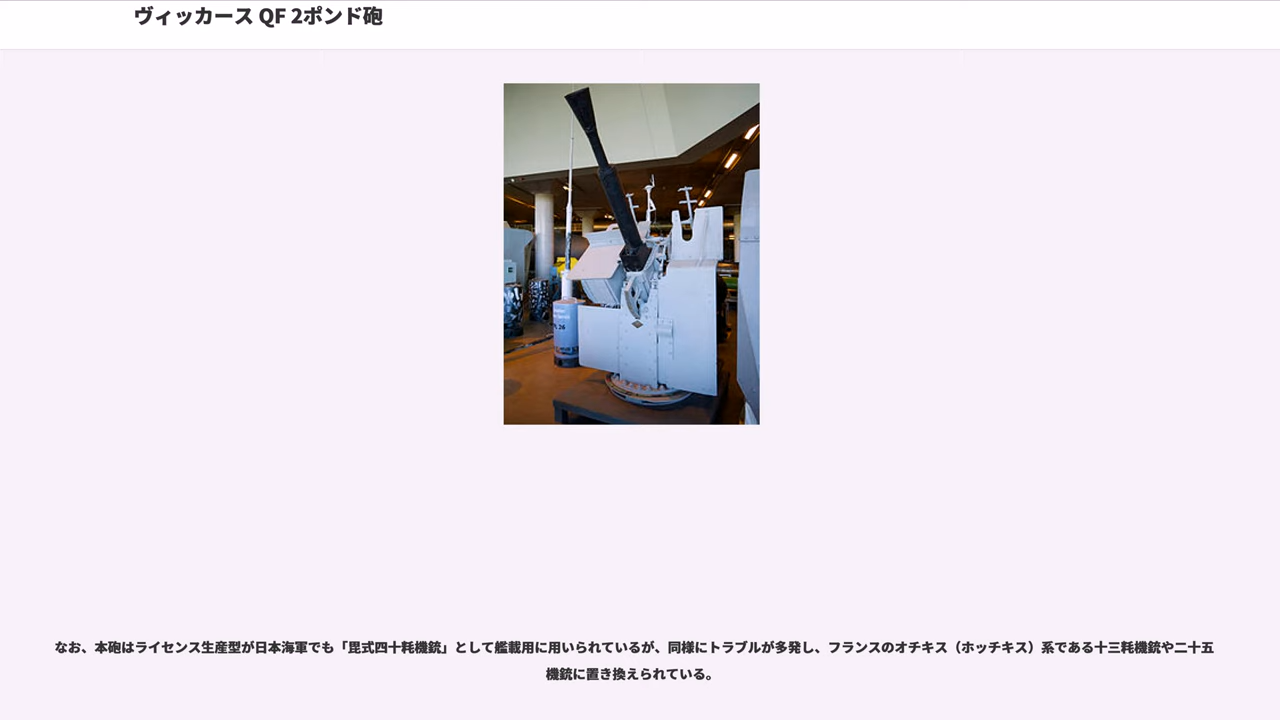 ヴィッカース QF 2ポンド砲
なお、本砲はライセンス生産型が日本海軍でも「毘式四十粍機銃」として艦載用に用いられているが、同様にトラブルが多発し、フランスのオチキス（ホッチキス）系である十三粍機銃や二十五
機銃に置き換えられている。